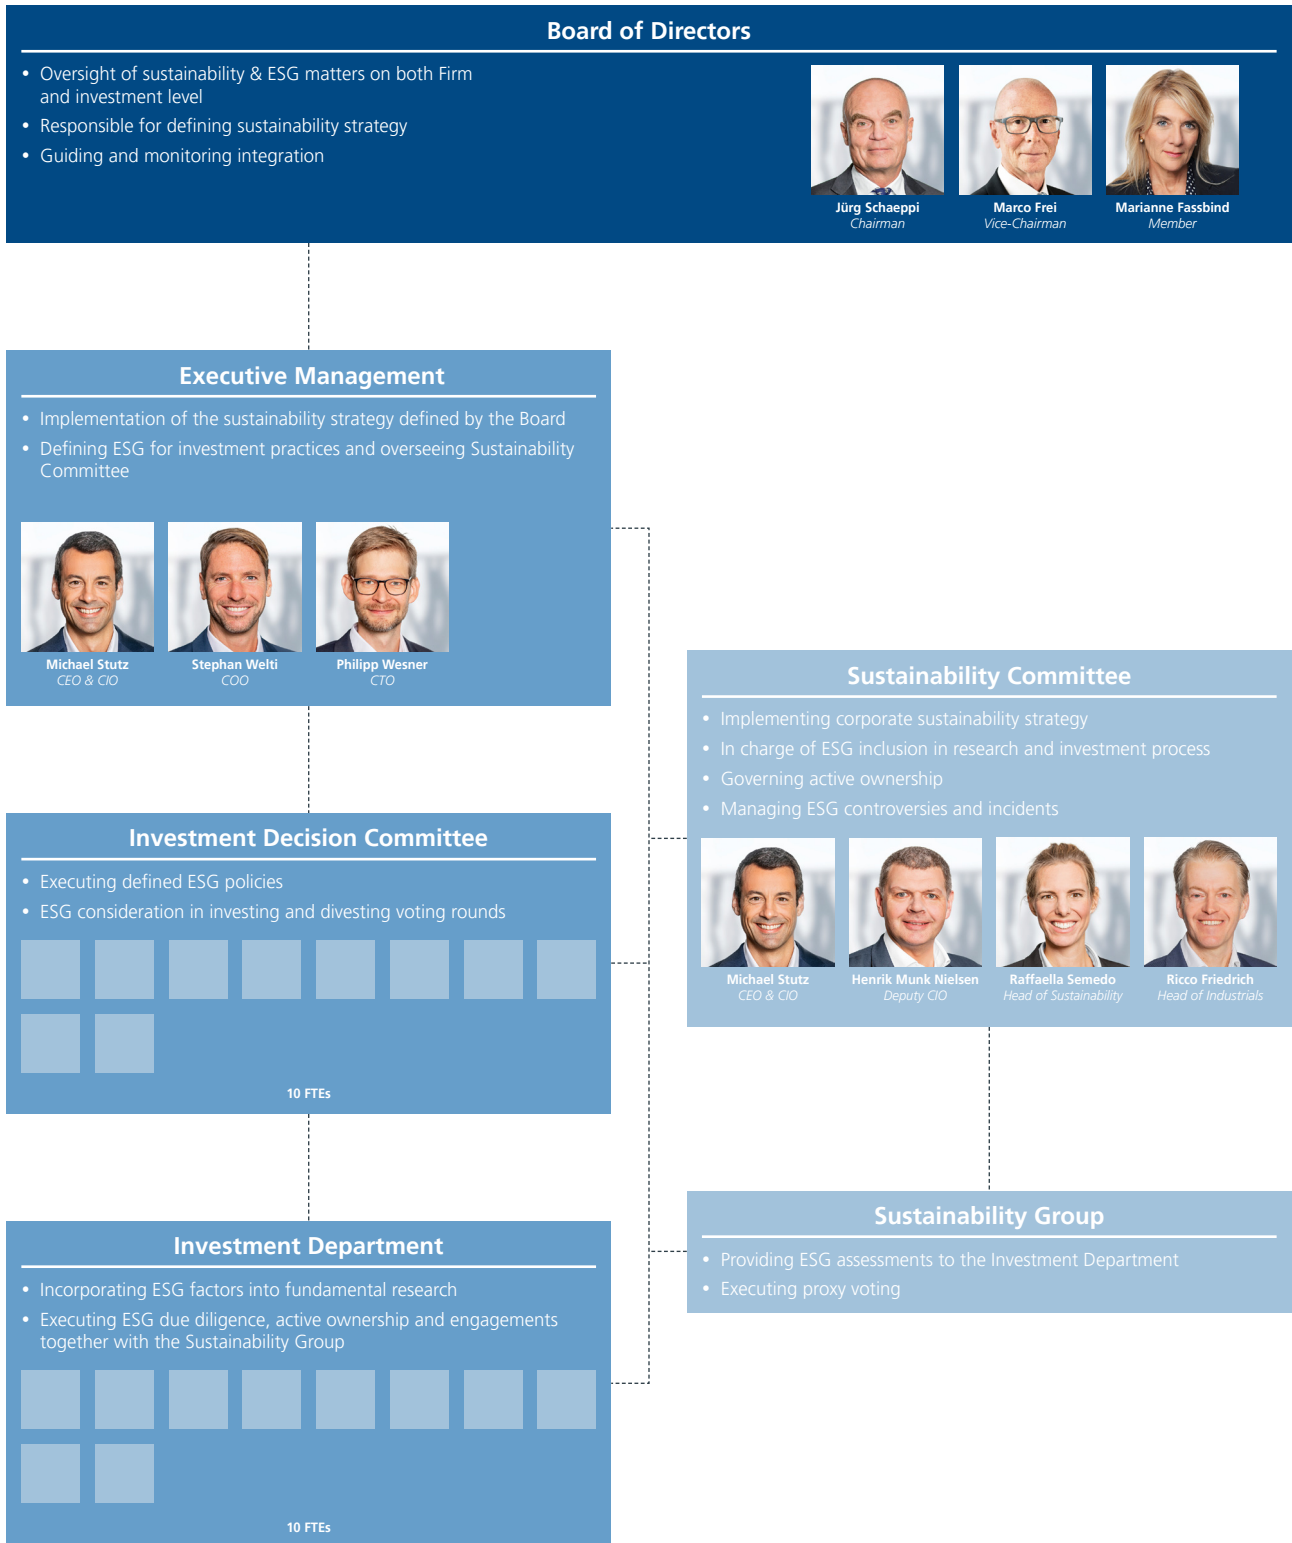 Board of Directors
• Oversight of sustainability & ESG matters on both Firm
and investment level
• Responsible for defining sustainability strategy
• Guiding and monitoring integration
Jürg Schaeppi
Chairman
Marco Frei
Vice-Chairman
Marianne Fassbind
Member
Executive Management
• Implementation of the sustainability strategy defined by the Board
• Defining ESG for investment practices and overseeing Sustainability
Committee
Michael Stutz
CEO & CIO
Stephan Welti
COO
Philipp Wesner
CTO
Sustainability Committee
• Implementing corporate sustainability strategy
• In charge of ESG inclusion in research and investment process
• Governing active ownership
• Managing ESG controversies and incidents
Michael Stutz
CEO & CIO
Henrik Munk Nielsen
Deputy CIO
Raffaella Semedo
Head of Sustainability
Ricco Friedrich
Head of Industrials
Investment Decision Committee
• Executing defined ESG policies
• ESG consideration in investing and divesting voting rounds
10 FTEs
Sustainability Group
• Providing ESG assessments to the Investment Department
• Executing proxy voting
Investment Department
• Incorporating ESG factors into fundamental research
• Executing ESG due diligence, active ownership and engagements
together with the Sustainability Group
10 FTEs